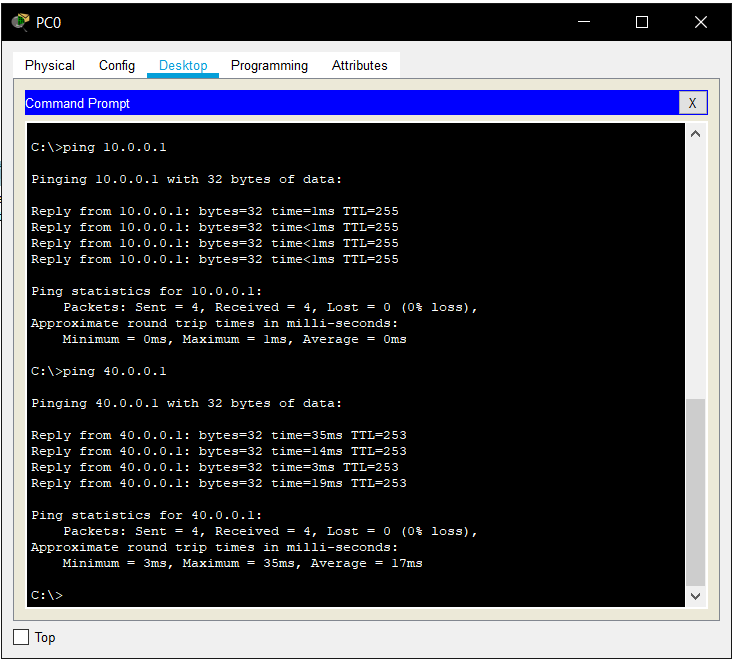 PC0
Physical Config Desktop Programming Attributes
Command Prompt X
C:\>ping 10.0.0.1
Pinging 10.0.0.1 with 32 bytes of data:
Reply from 10.0.0.1: bytes=32 time=1ms TTL=255
Reply from 10.0.0.1: bytes=32 time<1ms TTL=255
Reply from 10.0.0.1: bytes=32 time<1ms TTL=255
Reply from 10.0.0.1: bytes=32 time<1ms TTL=255
Ping statistics for 10.0.0.1:
    Packets: Sent = 4, Received = 4, Lost = 0 (0% loss),
Approximate round trip times in milli-seconds:
    Minimum = 0ms, Maximum = 1ms, Average = 0ms
C:\>ping 40.0.0.1
Pinging 40.0.0.1 with 32 bytes of data:
Reply from 40.0.0.1: bytes=32 time=35ms TTL=253
Reply from 40.0.0.1: bytes=32 time=14ms TTL=253
Reply from 40.0.0.1: bytes=32 time=3ms TTL=253
Reply from 40.0.0.1: bytes=32 time=19ms TTL=253
Ping statistics for 40.0.0.1:
    Packets: Sent = 4, Received = 4, Lost = 0 (0% loss),
Approximate round trip times in milli-seconds:
    Minimum = 3ms, Maximum = 35ms, Average = 17ms
C:\>
Top